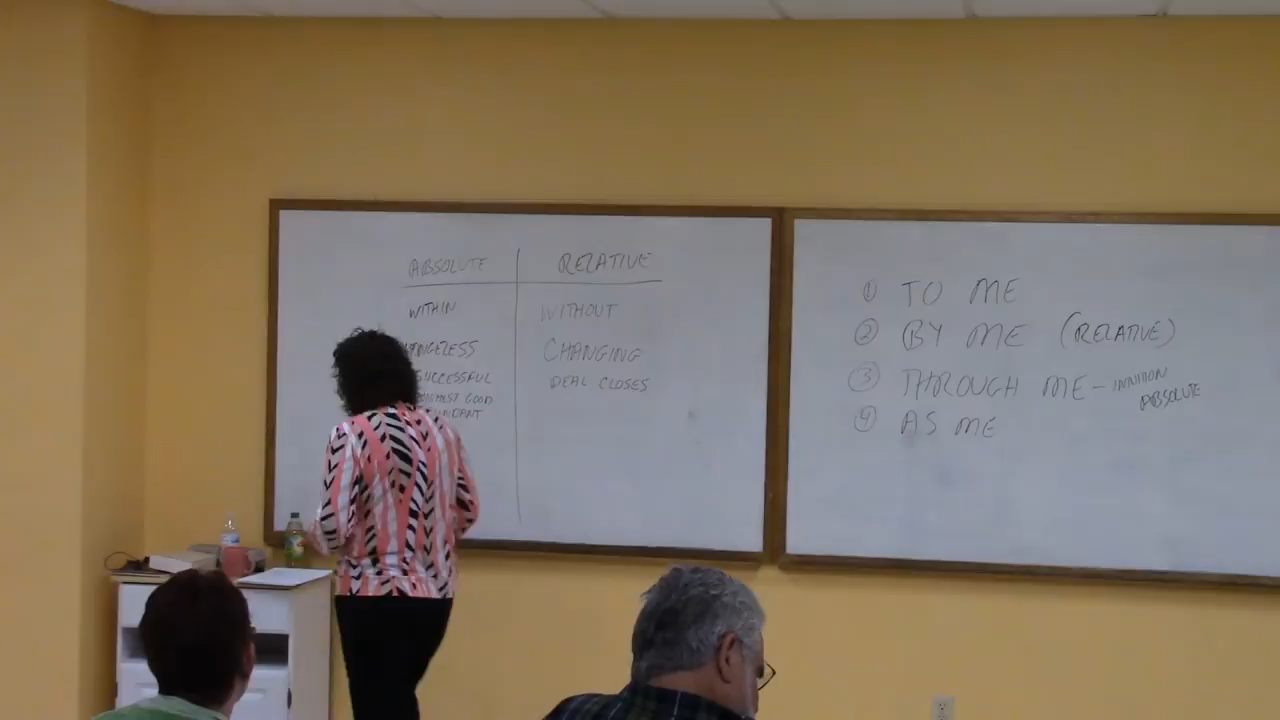 ABSOLUTE
RELATIVE
WITHIN
WITHOUT
CHANGING
SUCCESSFUL
DEAL CLOSES
GOOD
① TO ME
② BY ME (RELATIVE)
③ THROUGH ME -
ABSOLUTE
④ AS ME